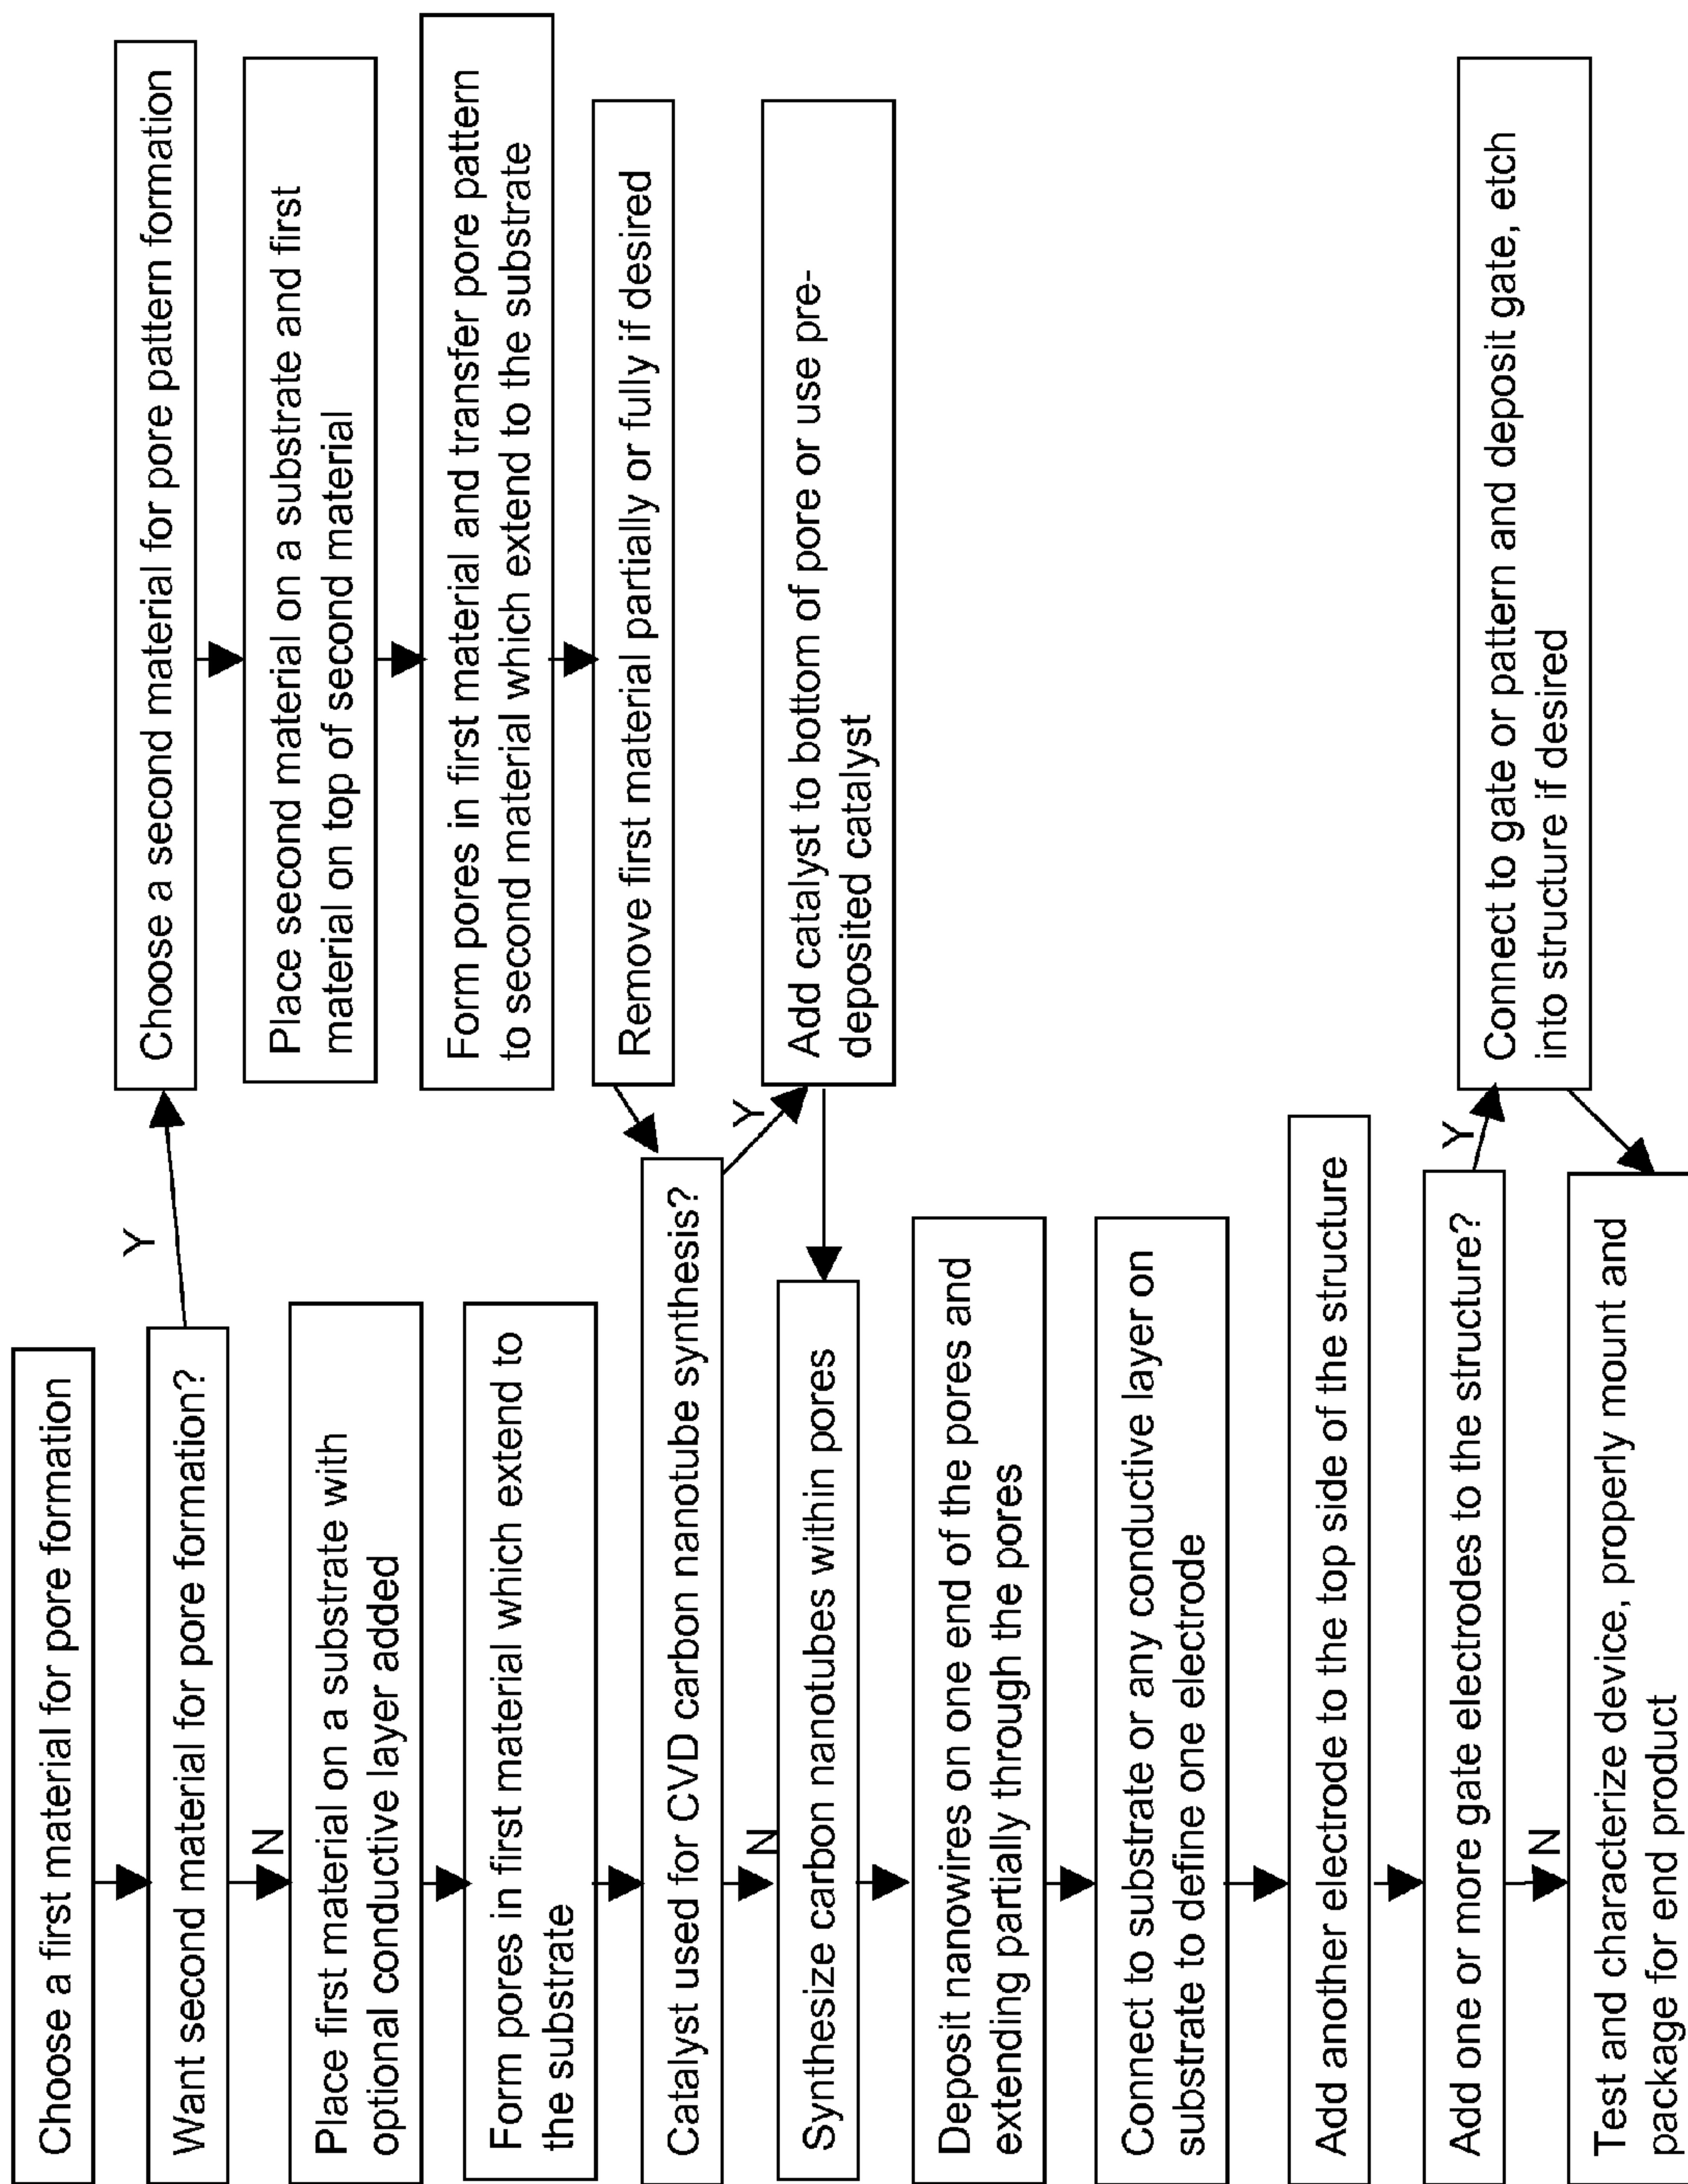 Choose a first material for pore formation
Want second material for pore formation?
Y
N
Choose a second material for pore pattern formation
Place second material on a substrate and first
material on top of second material
Form pores in first material and transfer pore pattern
to second material which extend to the substrate
Remove first material partially or fully if desired
Place first material on a substrate with
optional conductive layer added
Form pores in first material which extend to
the substrate
Catalyst used for CVD carbon nanotube synthesis?
Y
N
Add catalyst to bottom of pore or use pre-
deposited catalyst
Synthesize carbon nanotubes within pores
Deposit nanowires on one end of the pores and
extending partially through the pores
Connect to substrate or any conductive layer on
substrate to define one electrode
Add another electrode to the top side of the structure
Add one or more gate electrodes to the structure?
Y
N
Connect to gate or pattern and deposit gate, etch
into structure if desired
Test and characterize device, properly mount and
package for end product